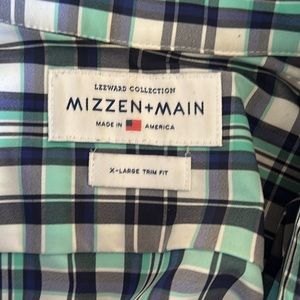 LEEWARD COLLECTION
MIZZEN+MAIN
MADE IN AMERICA
X-LARGE TRIM FIT